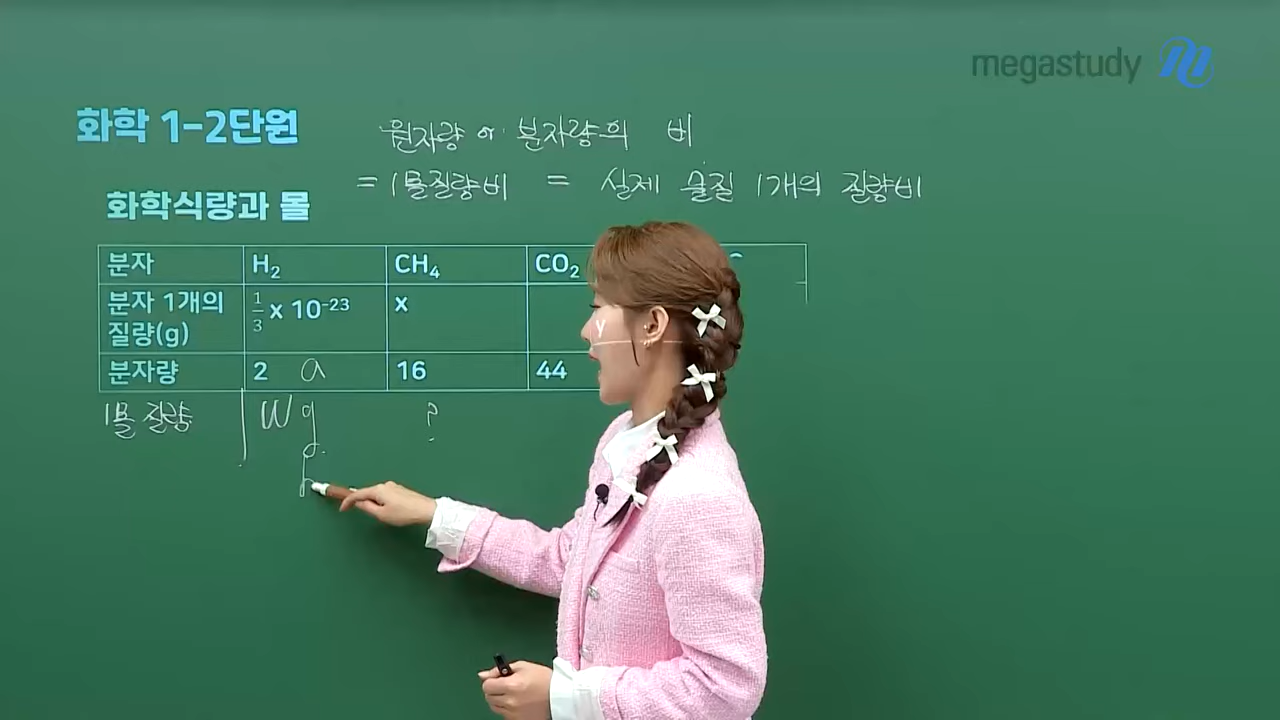 megastudy
화학 1-2단원
원자량 or 분자량의 비
= 1몰질량비 = 실제 물질 1개의 질량비
화학식량과 몰
분자 H₂ CH₄ CO₂
분자 1개의 질량(g) 1/3 x 10⁻²³ x y
분자량 2 a 16 44
1몰 질량 W g ?